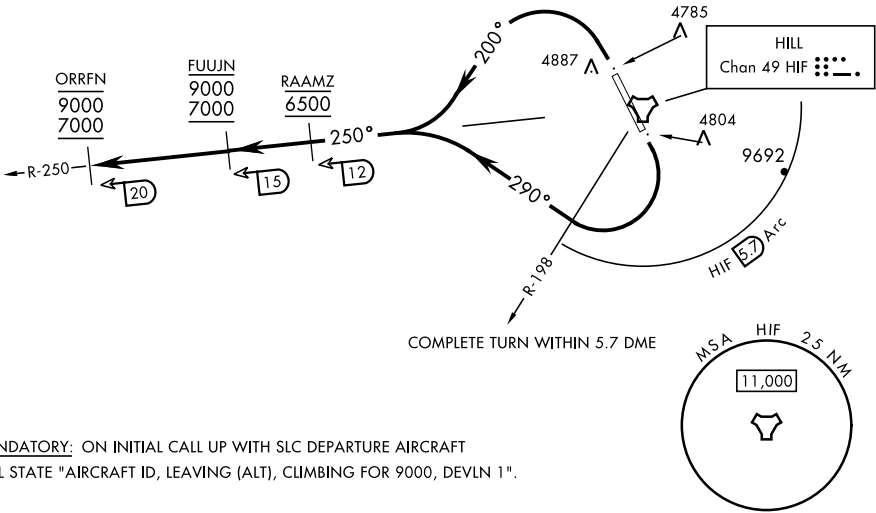 4785
HILL
Chan 49 HIF
4887
200°
ORRFN
9000
7000
FUUJN
9000
7000
RAAMZ
6500
4804
250°
9692
R-250
20
15
12
290°
R-198
HIF 5.7 Arc
COMPLETE TURN WITHIN 5.7 DME
MSA HIF 25 NM
11,000
NDATORY: ON INITIAL CALL UP WITH SLC DEPARTURE AIRCRAFT
L STATE "AIRCRAFT ID, LEAVING (ALT), CLIMBING FOR 9000, DEVLN 1".